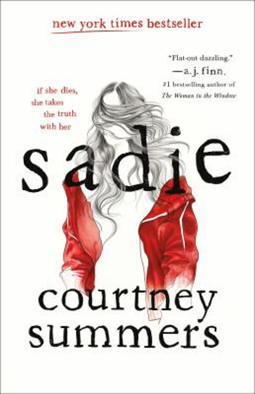 new york times bestseller
"Flat-out dazzling."
—a.j. finn,
#1 bestselling author of
The Woman in the Window
if she dies,
she takes
the truth
with her
sadie
courtney
summers